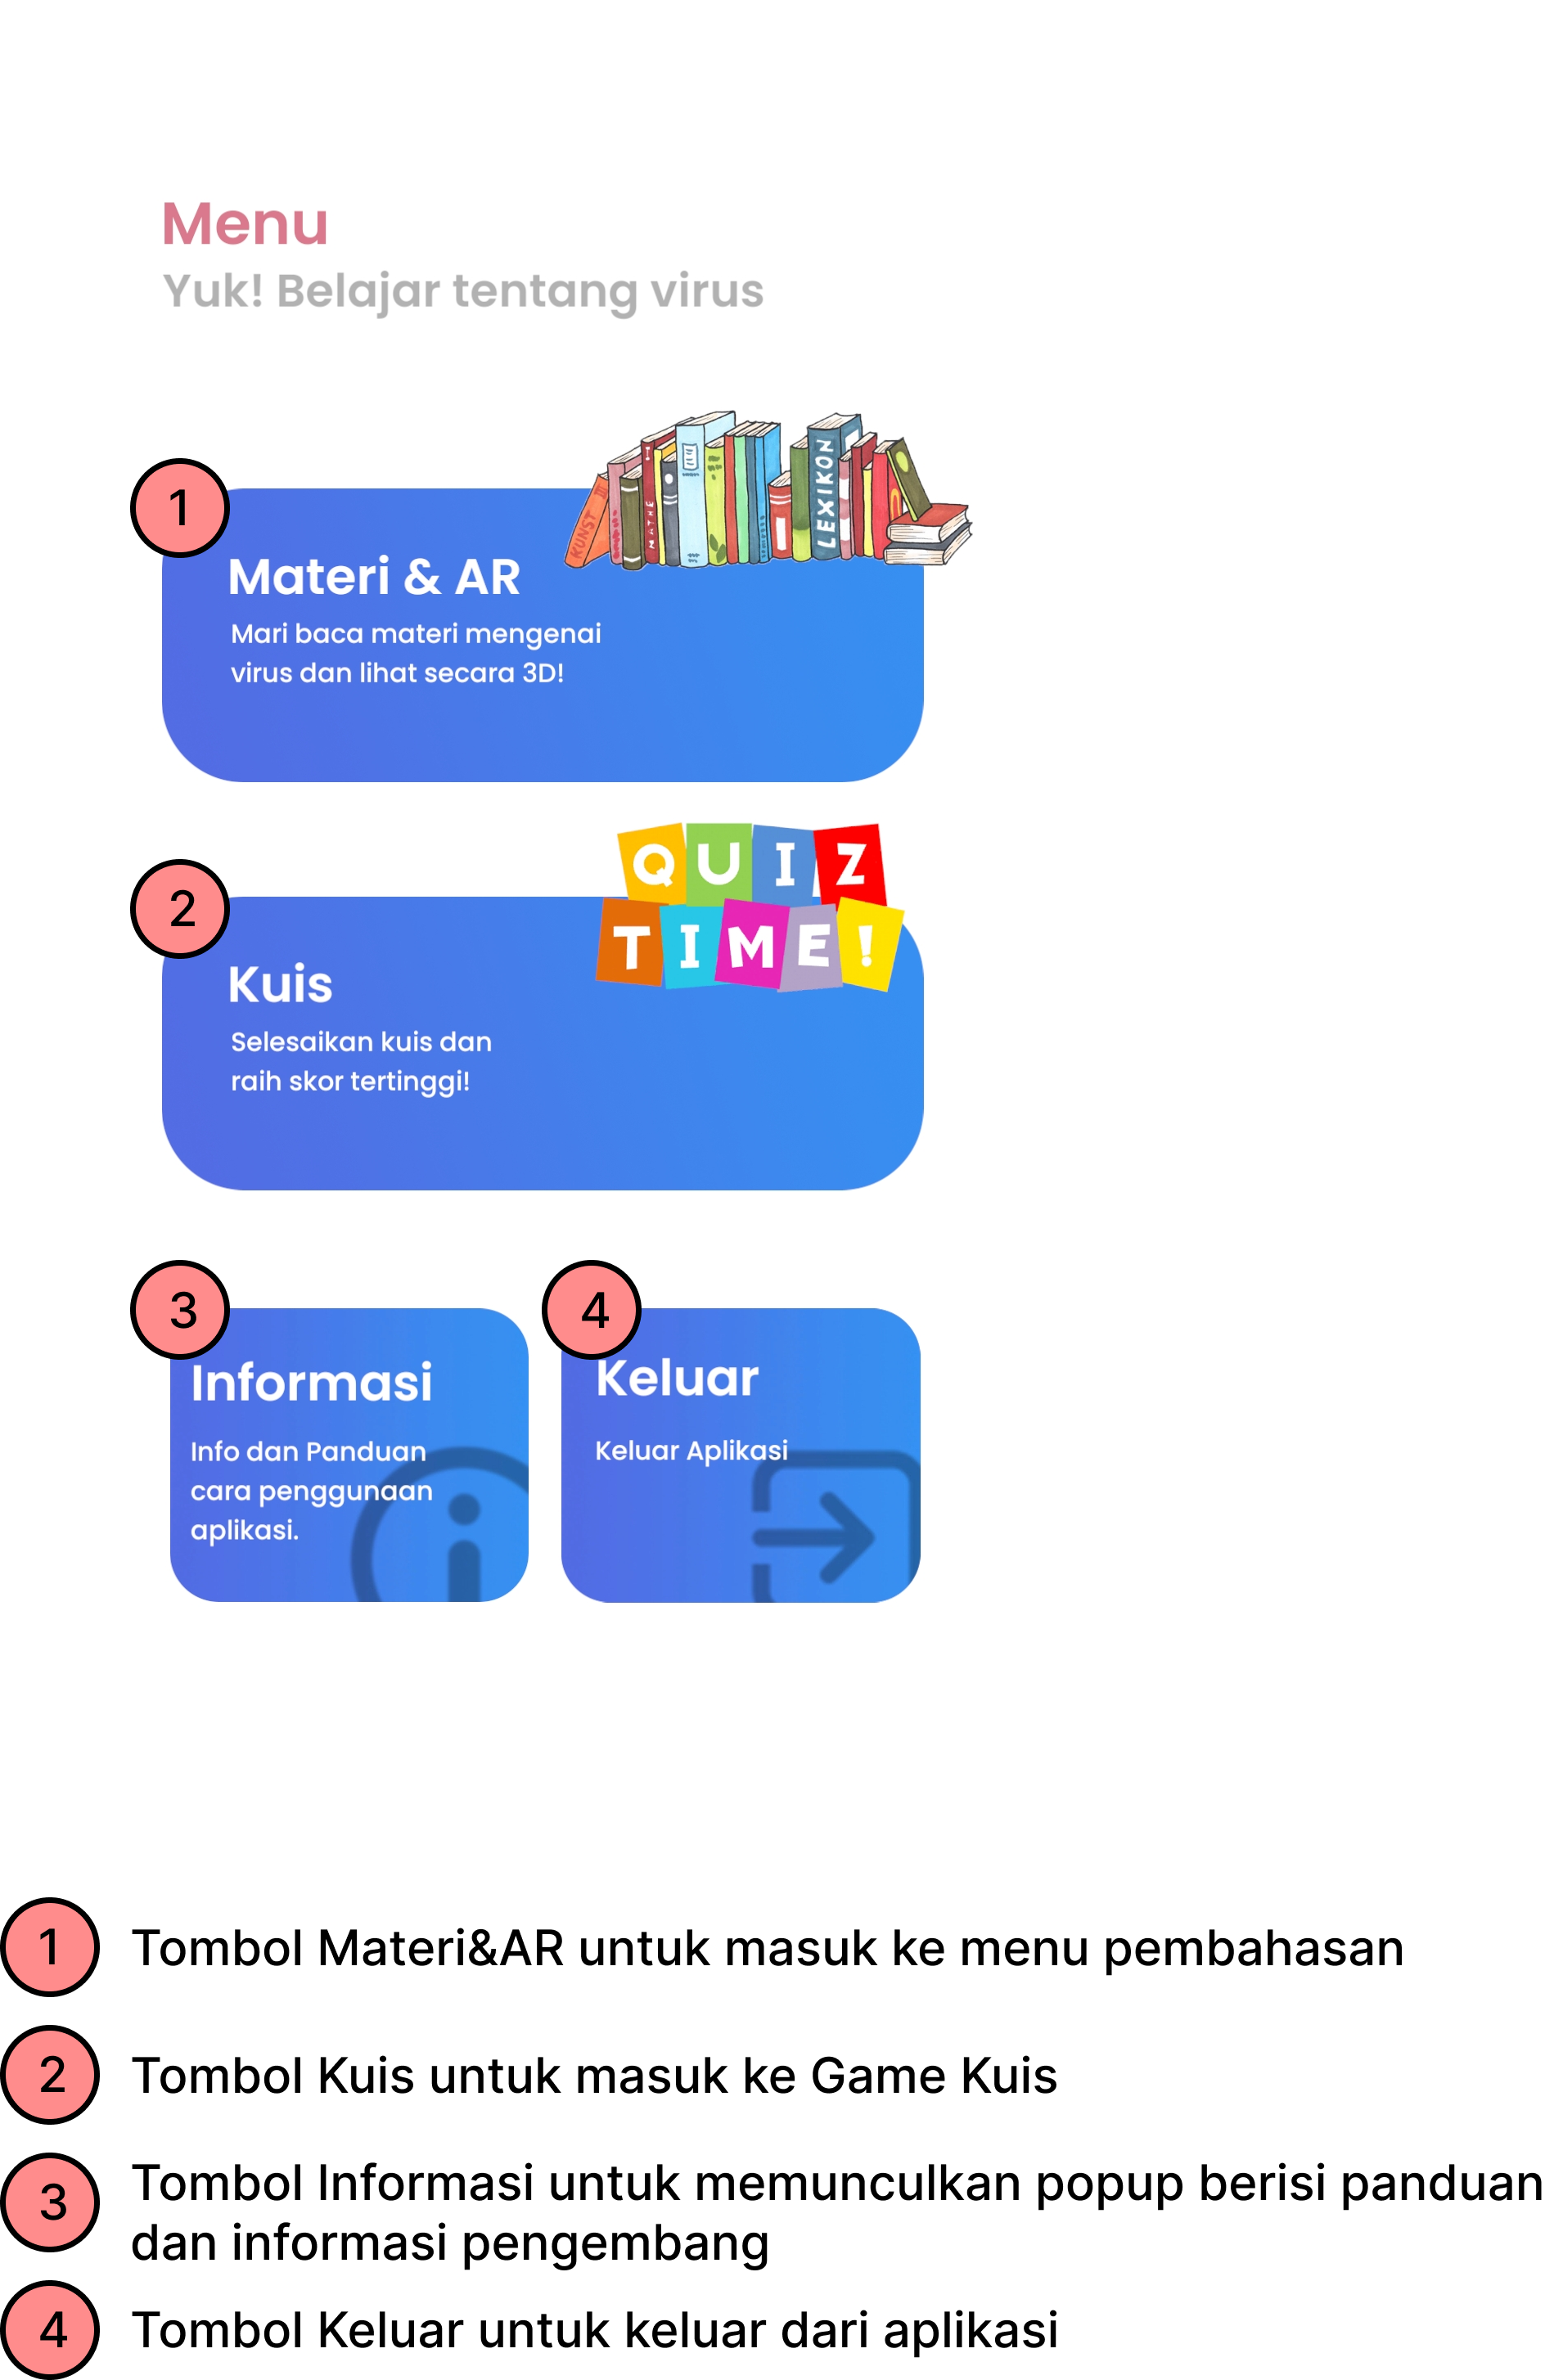 Menu
Yuk! Belajar tentang virus
1
KUNST
MATHE
LEXIKON
Materi & AR
Mari baca materi mengenai
virus dan lihat secara 3D!
QUIZ
TIME!
2
Kuis
Selesaikan kuis dan
raih skor tertinggi!
3
Informasi
Info dan Panduan
cara penggunaan
aplikasi.
4
Keluar
Keluar Aplikasi
1 Tombol Materi&AR untuk masuk ke menu pembahasan
2 Tombol Kuis untuk masuk ke Game Kuis
3 Tombol Informasi untuk memunculkan popup berisi panduan
dan informasi pengembang
4 Tombol Keluar untuk keluar dari aplikasi